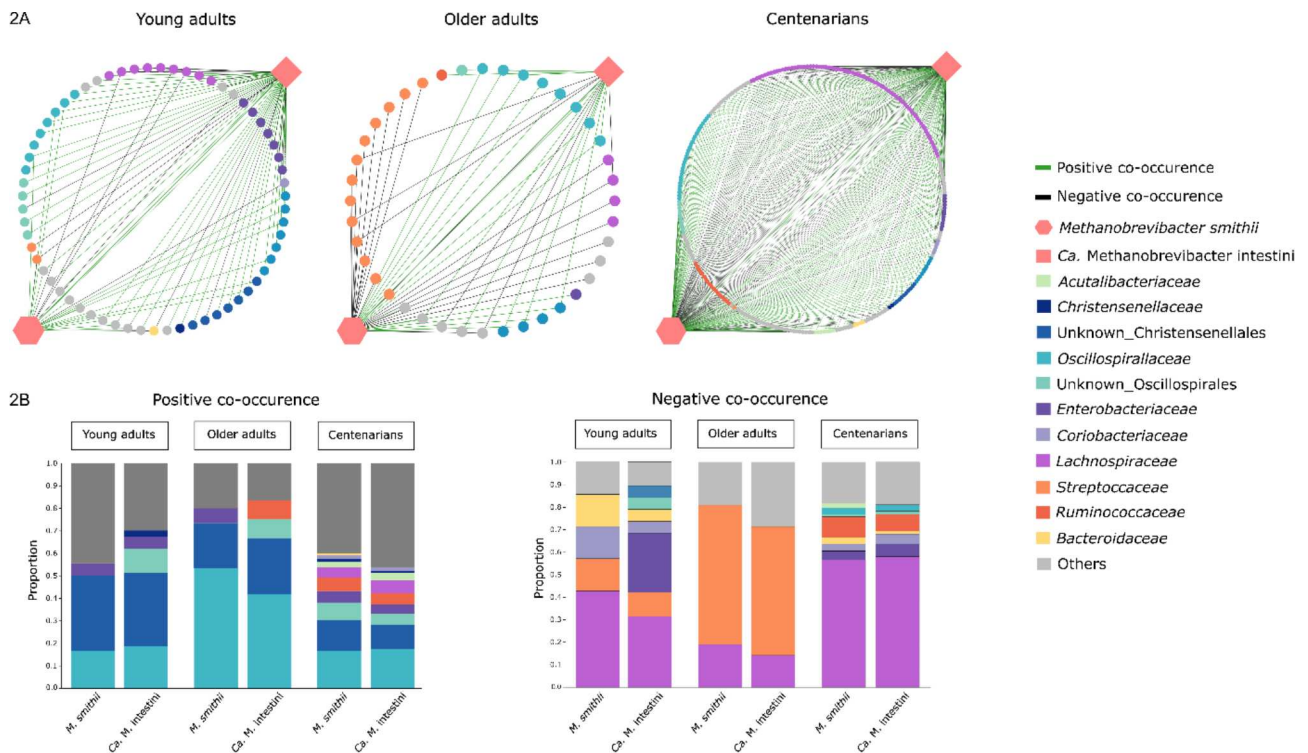 2A
Young adults
Older adults
Centenarians
Positive co-occurence
Negative co-occurence
Methanobrevibacter smithii
Ca. Methanobrevibacter intestini
Acutalibacteriaceae
Christensenellaceae
Unknown_Christensenellales
Oscillospirallaceae
Unknown_Oscillospirales
Enterobacteriaceae
Coriobacteriaceae
Lachnospiraceae
Streptoccaceae
Ruminococcaceae
Bacteroidaceae
Others
2B
Positive co-occurence
Young adults
Older adults
Centenarians
Proportion
1.0
0.9
0.8
0.7
0.6
0.5
0.4
0.3
0.2
0.1
0.0
M. smithii
Ca. M. intestini
M. smithii
Ca. M. intestini
M. smithii
Ca. M. intestini
Negative co-occurence
Young adults
Older adults
Centenarians
Proportion
1.0
0.9
0.8
0.7
0.6
0.5
0.4
0.3
0.2
0.1
0.0
M. smithii
Ca. M. intestini
M. smithii
Ca. M. intestini
M. smithii
Ca. M. intestini